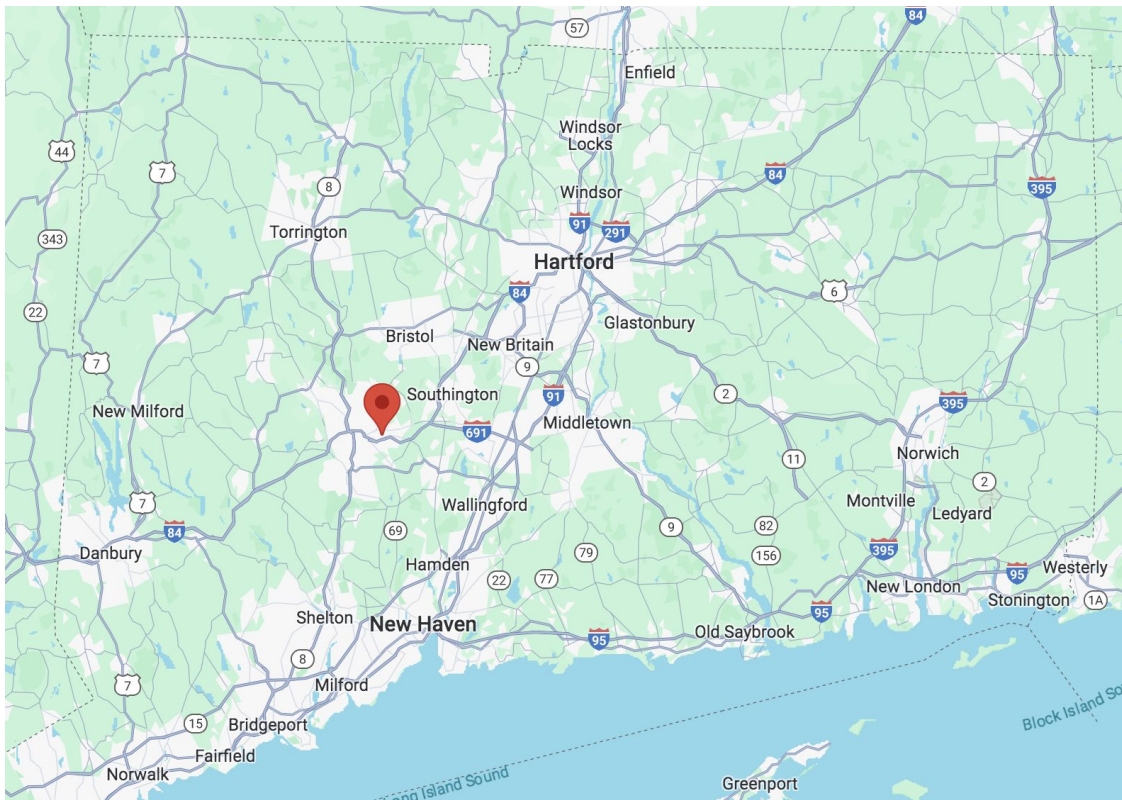 57
84
Enfield
44
7
Windsor
Locks
84
8
Windsor
395
91
291
343
Torrington
Hartford
84
6
22
Glastonbury
Bristol
New Britain
7
9
2
Southington
91
395
New Milford
691
Middletown
Norwich
11
2
7
Wallingford
Montville
Ledyard
84
69
9
82
Danbury
79
156
395
Hamden
22
77
New London
95
Westerly
Shelton
New Haven
Stonington
1A
95
95
Old Saybrook
8
7
Milford
15
Bridgeport
Block Island So
Fairfield
Norwalk
ong Island Sound
Greenport